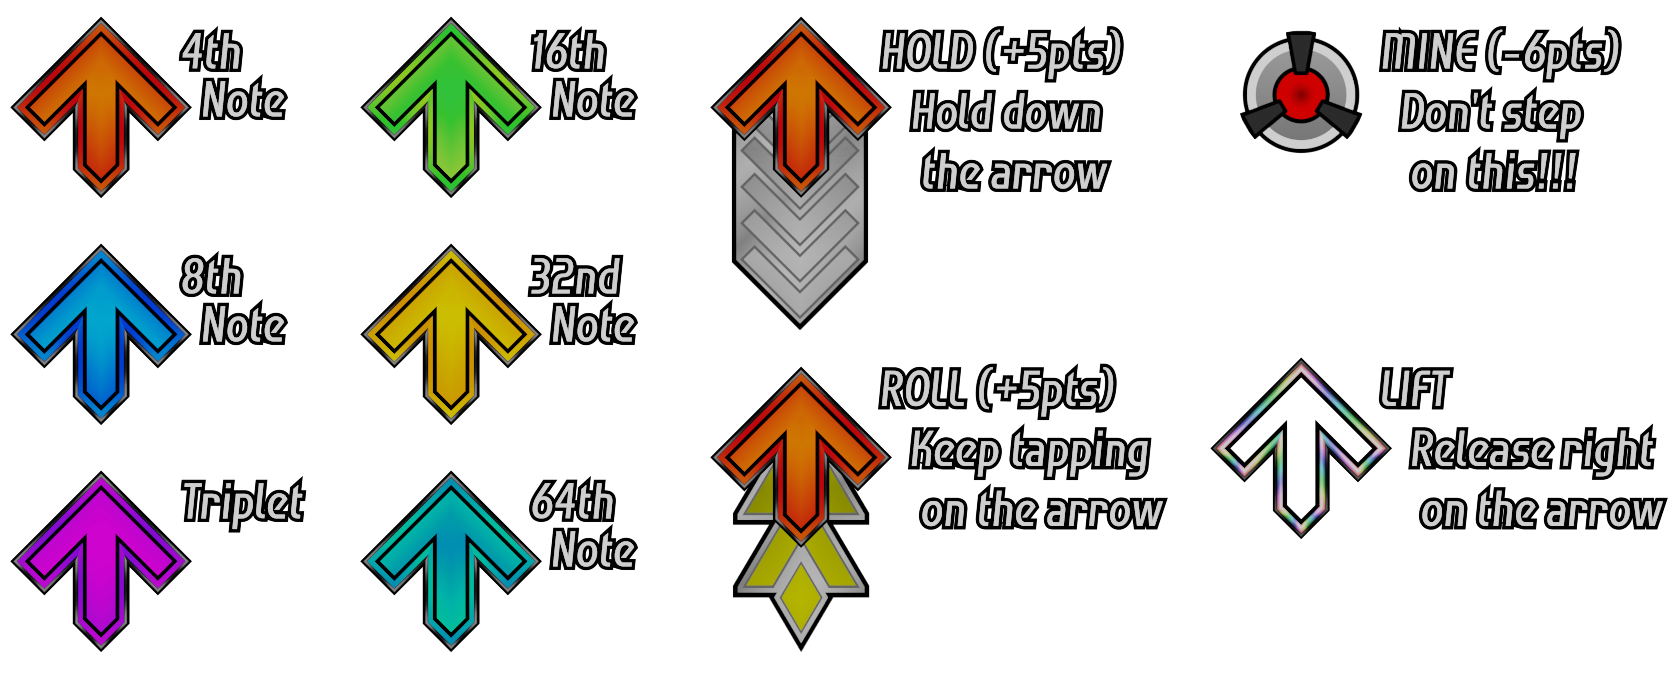 4th
Note
16th
Note
HOLD (+5pts)
Hold down
the arrow
MINE (-6pts)
Don't step
on this!!!
8th
Note
32nd
Note
ROLL (+5pts)
Keep tapping
on the arrow
LIFT
Release right
on the arrow
Triplet
64th
Note